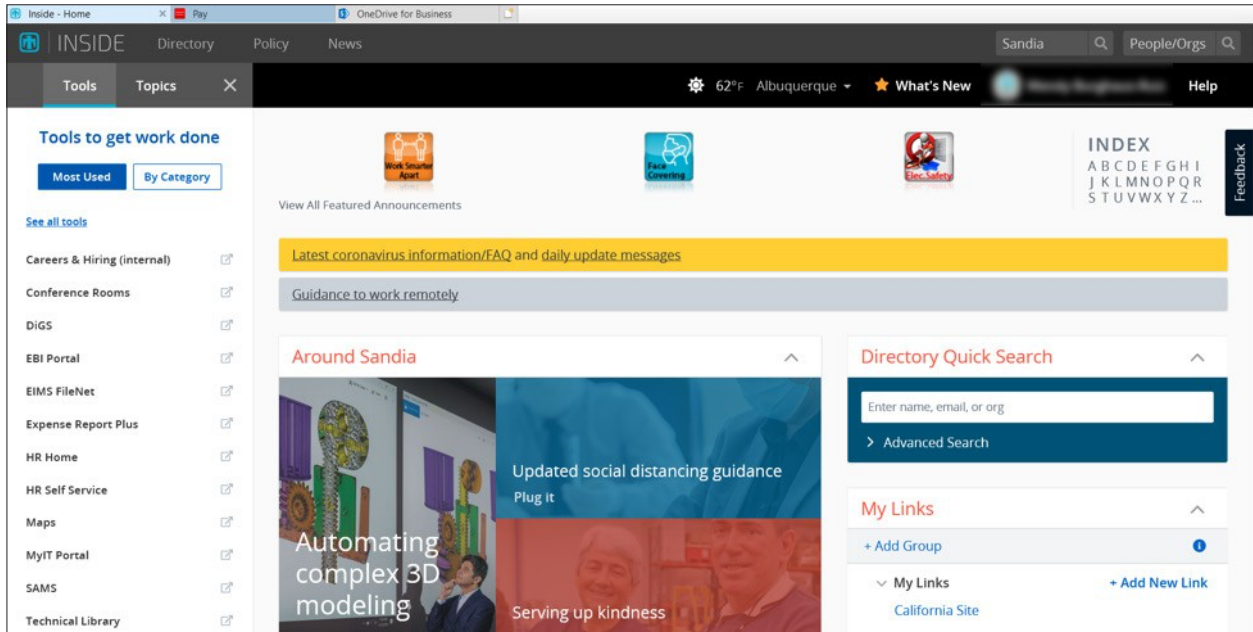 Inside - Home
Pay
OneDrive for Business
INSIDE
Directory
Policy
News
Sandia
People/Orgs
Tools
Topics
62°F Albuquerque
What's New
Help
Tools to get work done
Most Used
By Category
See all tools
Careers & Hiring (internal)
Conference Rooms
DiGS
EBI Portal
EIMS FileNet
Expense Report Plus
HR Home
HR Self Service
Maps
MyIT Portal
SAMS
Technical Library
Work Smarter
Apart
Face
Covering
Elec. Safety
View All Featured Announcements
INDEX
A B C D E F G H I
J K L M N O P Q R
S T U V W X Y Z ...
Feedback
Latest coronavirus information/FAQ and daily update messages
Guidance to work remotely
Around Sandia
Automating
complex 3D
modeling
Updated social distancing guidance
Plug it
Serving up kindness
Directory Quick Search
Enter name, email, or org
Advanced Search
My Links
+ Add Group
My Links
+ Add New Link
California Site